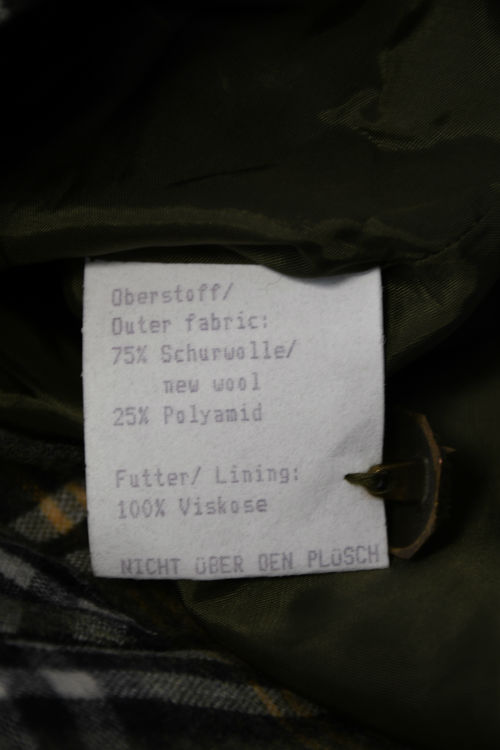 Oberstoff/
Outer fabric:
75% Schurwolle/
new wool
25% Polyamid
Futter/ Lining:
100% Viskose
NICHT ÜBER DEN PLÜSCH